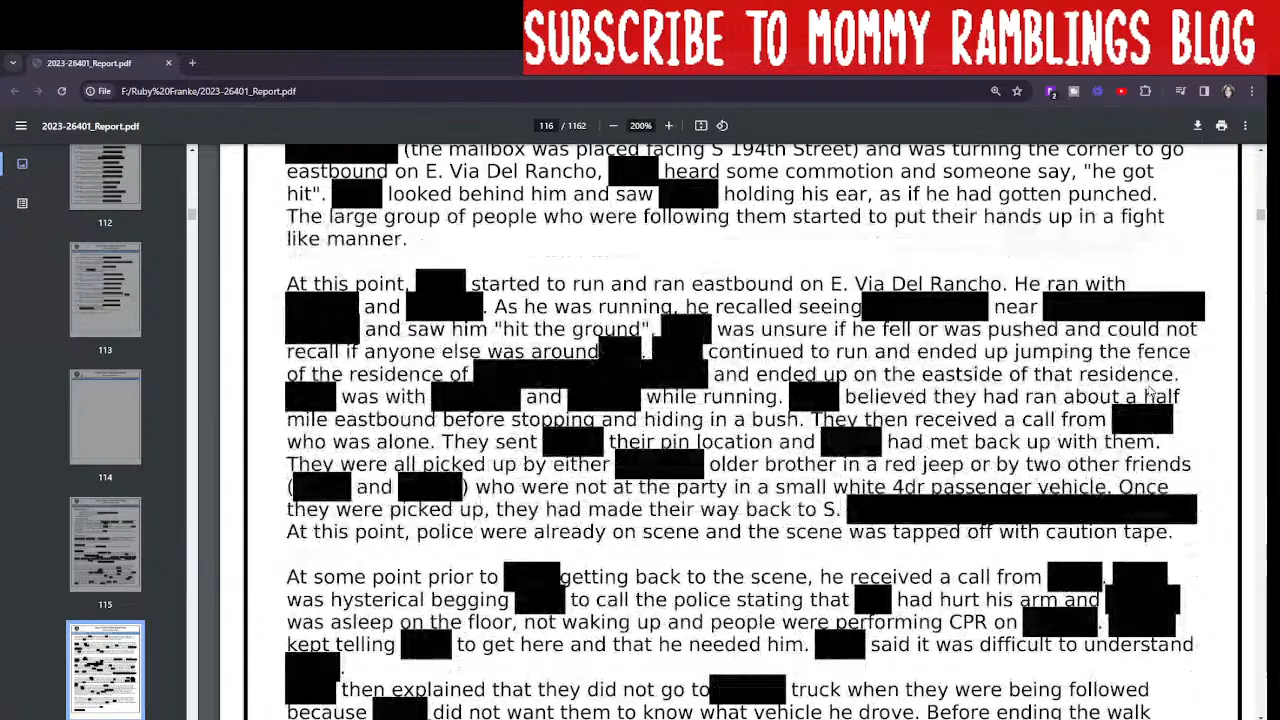 SUBSCRIBE TO MOMMY RAMBLINGS BLOG
2023-26401_Report.pdf
File F:/Ruby%20Franke/2023-26401_Report.pdf
2023-26401_Report.pdf
116 / 1162
200%
112
113
114
115
(the mailbox was placed facing S 194th Street) and was turning the corner to go
eastbound on E. Via Del Rancho, heard some commotion and someone say, "he got
hit". looked behind him and saw holding his ear, as if he had gotten punched.
The large group of people who were following them started to put their hands up in a fight
like manner.
At this point, started to run and ran eastbound on E. Via Del Rancho. He ran with
and . As he was running, he recalled seeing near
and saw him "hit the ground", was unsure if he fell or was pushed and could not
recall if anyone else was around . continued to run and ended up jumping the fence
of the residence of and ended up on the eastside of that residence.
was with and while running. believed they had ran about a half
mile eastbound before stopping and hiding in a bush. They then received a call from
who was alone. They sent their pin location and had met back up with them.
They were all picked up by either older brother in a red jeep or by two other friends
( and ) who were not at the party in a small white 4dr passenger vehicle. Once
they were picked up, they had made their way back to S.
At this point, police were already on scene and the scene was tapped off with caution tape.
At some point prior to getting back to the scene, he received a call from .
was hysterical begging to call the police stating that had hurt his arm and
was asleep on the floor, not waking up and people were performing CPR on .
kept telling to get here and that he needed him. said it was difficult to understand
.
then explained that they did not go to truck when they were being followed
because did not want them to know what vehicle he drove. Before ending the walk